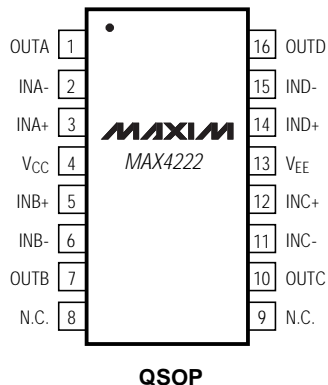 OUTA 1 16 OUTD
INA- 2 15 IND-
INA+ 3 MAXIM 14 IND+
VCC 4 MAX4222 13 VEE
INB+ 5 12 INC+
INB- 6 11 INC-
OUTB 7 10 OUTC
N.C. 8 9 N.C.
QSOP